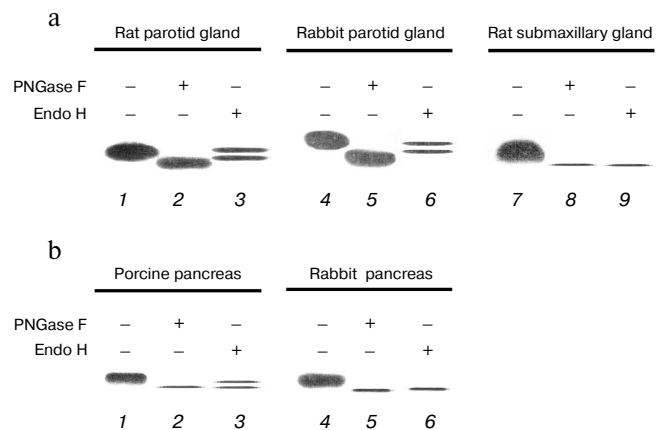 a
Rat parotid gland Rabbit parotid gland Rat submaxillary gland
PNGase F – + – – + – – + –
Endo H – – + – – + – – +
1 2 3 4 5 6 7 8 9
b
Porcine pancreas Rabbit pancreas
PNGase F – + – – + –
Endo H – – + – – +
1 2 3 4 5 6